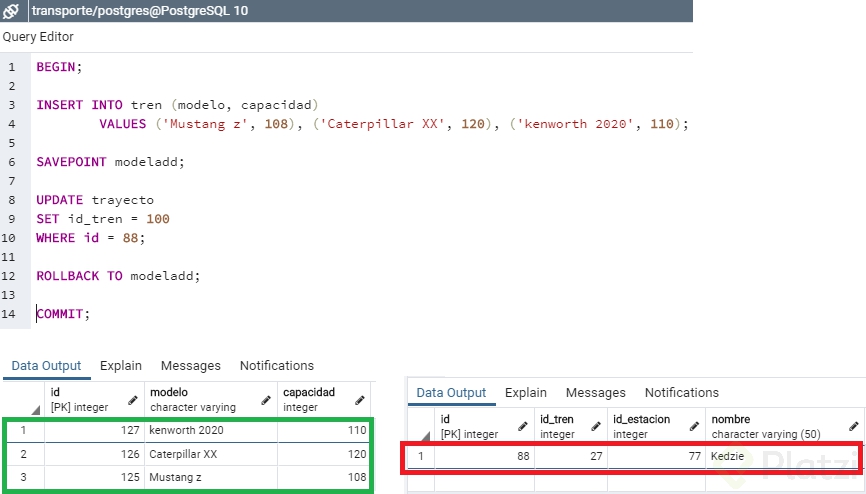 transporte/postgres@PostgreSQL 10
Query Editor
1 BEGIN;
2
3 INSERT INTO tren (modelo, capacidad)
4 VALUES ('Mustang z', 108), ('Caterpillar XX', 120), ('kenworth 2020', 110);
5
6 SAVEPOINT modeladd;
7
8 UPDATE trayecto
9 SET id_tren = 100
10 WHERE id = 88;
11
12 ROLLBACK TO modeladd;
13
14 COMMIT;
Data Output Explain Messages Notifications
id modelo capacidad
[PK] integer character varying integer
1 127 kenworth 2020 110
2 126 Caterpillar XX 120
3 125 Mustang z 108
Data Output Explain Messages Notifications
id id_tren id_estacion nombre
[PK] integer integer integer character varying (50)
1 88 27 77 Kedzie
Platzi